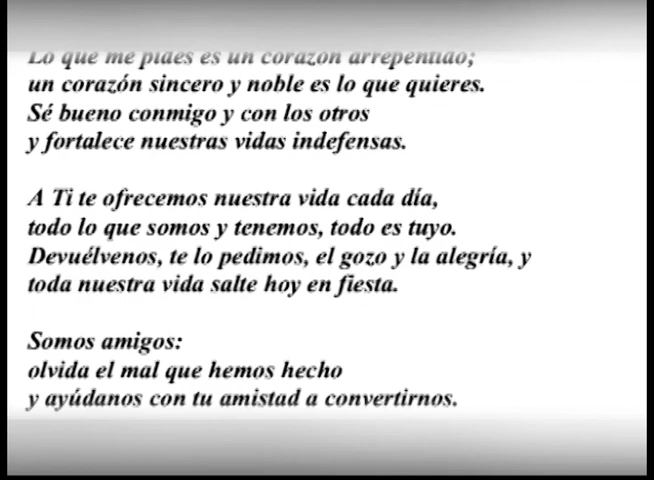 Lo que me pides es un corazón arrepentido;
un corazón sincero y noble es lo que quieres.
Sé bueno conmigo y con los otros
y fortalece nuestras vidas indefensas.
A Ti te ofrecemos nuestra vida cada día,
todo lo que somos y tenemos, todo es tuyo.
Devuélvenos, te lo pedimos, el gozo y la alegría, y
toda nuestra vida salte hoy en fiesta.
Somos amigos:
olvida el mal que hemos hecho
y ayúdanos con tu amistad a convertirnos.